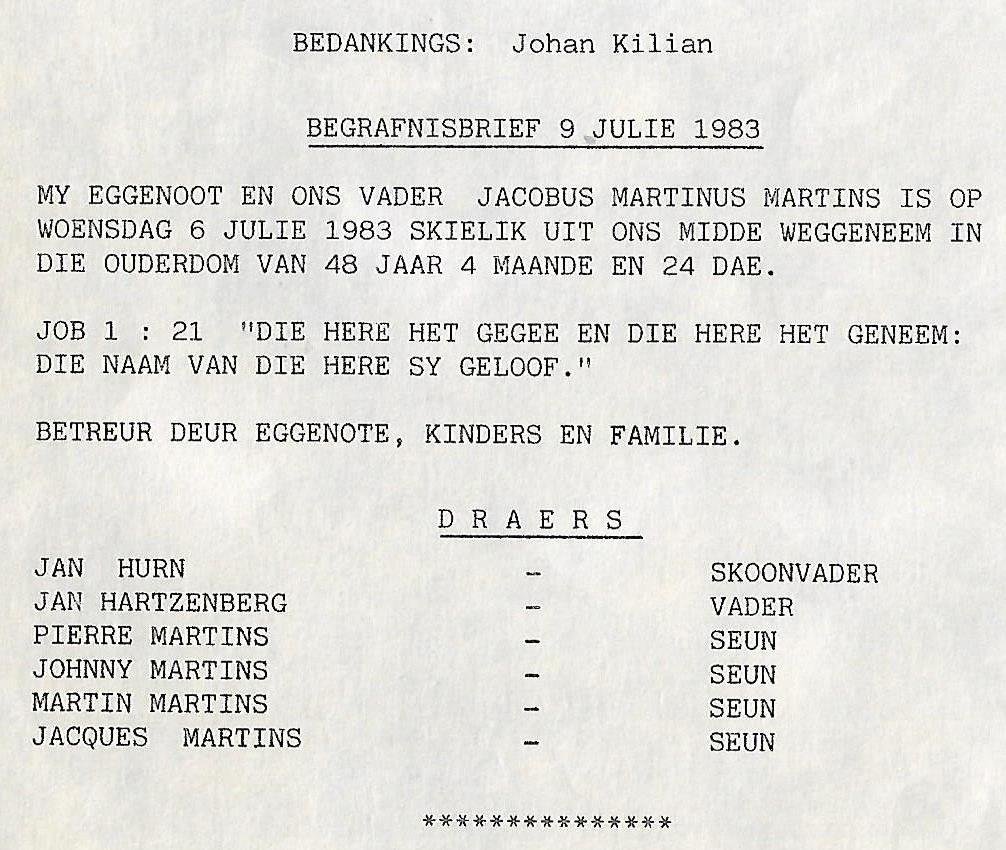 BEDANKINGS: Johan Kilian
BEGRAFNISBRIEF 9 JULIE 1983
MY EGGENOOT EN ONS VADER JACOBUS MARTINUS MARTINS IS OP
WOENSDAG 6 JULIE 1983 SKIELIK UIT ONS MIDDE WEGGENEEM IN
DIE OUDERDOM VAN 48 JAAR 4 MAANDE EN 24 DAE.
JOB 1 : 21 "DIE HERE HET GEGEE EN DIE HERE HET GENEEM:
DIE NAAM VAN DIE HERE SY GELOOF."
BETREUR DEUR EGGENOTE, KINDERS EN FAMILIE.
D R A E R S
JAN HURN - SKOONVADER
JAN HARTZENBERG - VADER
PIERRE MARTINS - SEUN
JOHNNY MARTINS - SEUN
MARTIN MARTINS - SEUN
JACQUES MARTINS - SEUN
***************